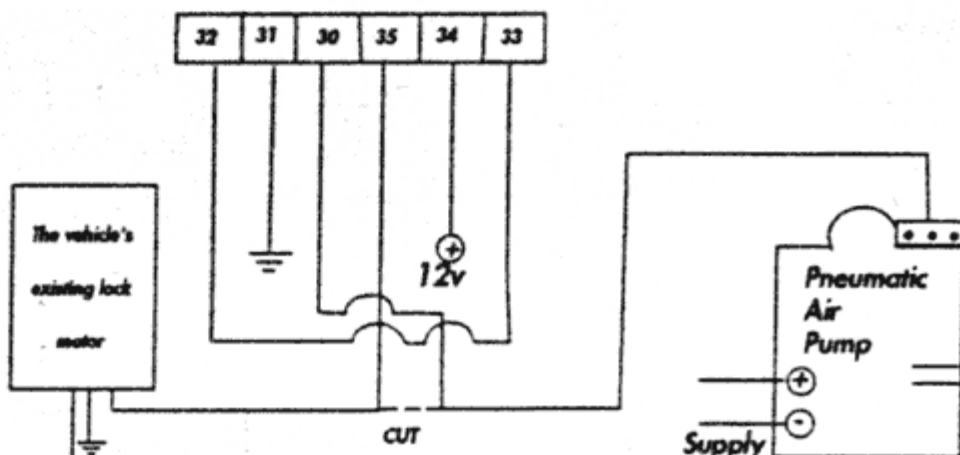 32 31 30 35 34 33
The vehicle's
existing lock
motor
+
12v
CUT
Pneumatic
Air
Pump
+
-
Supply